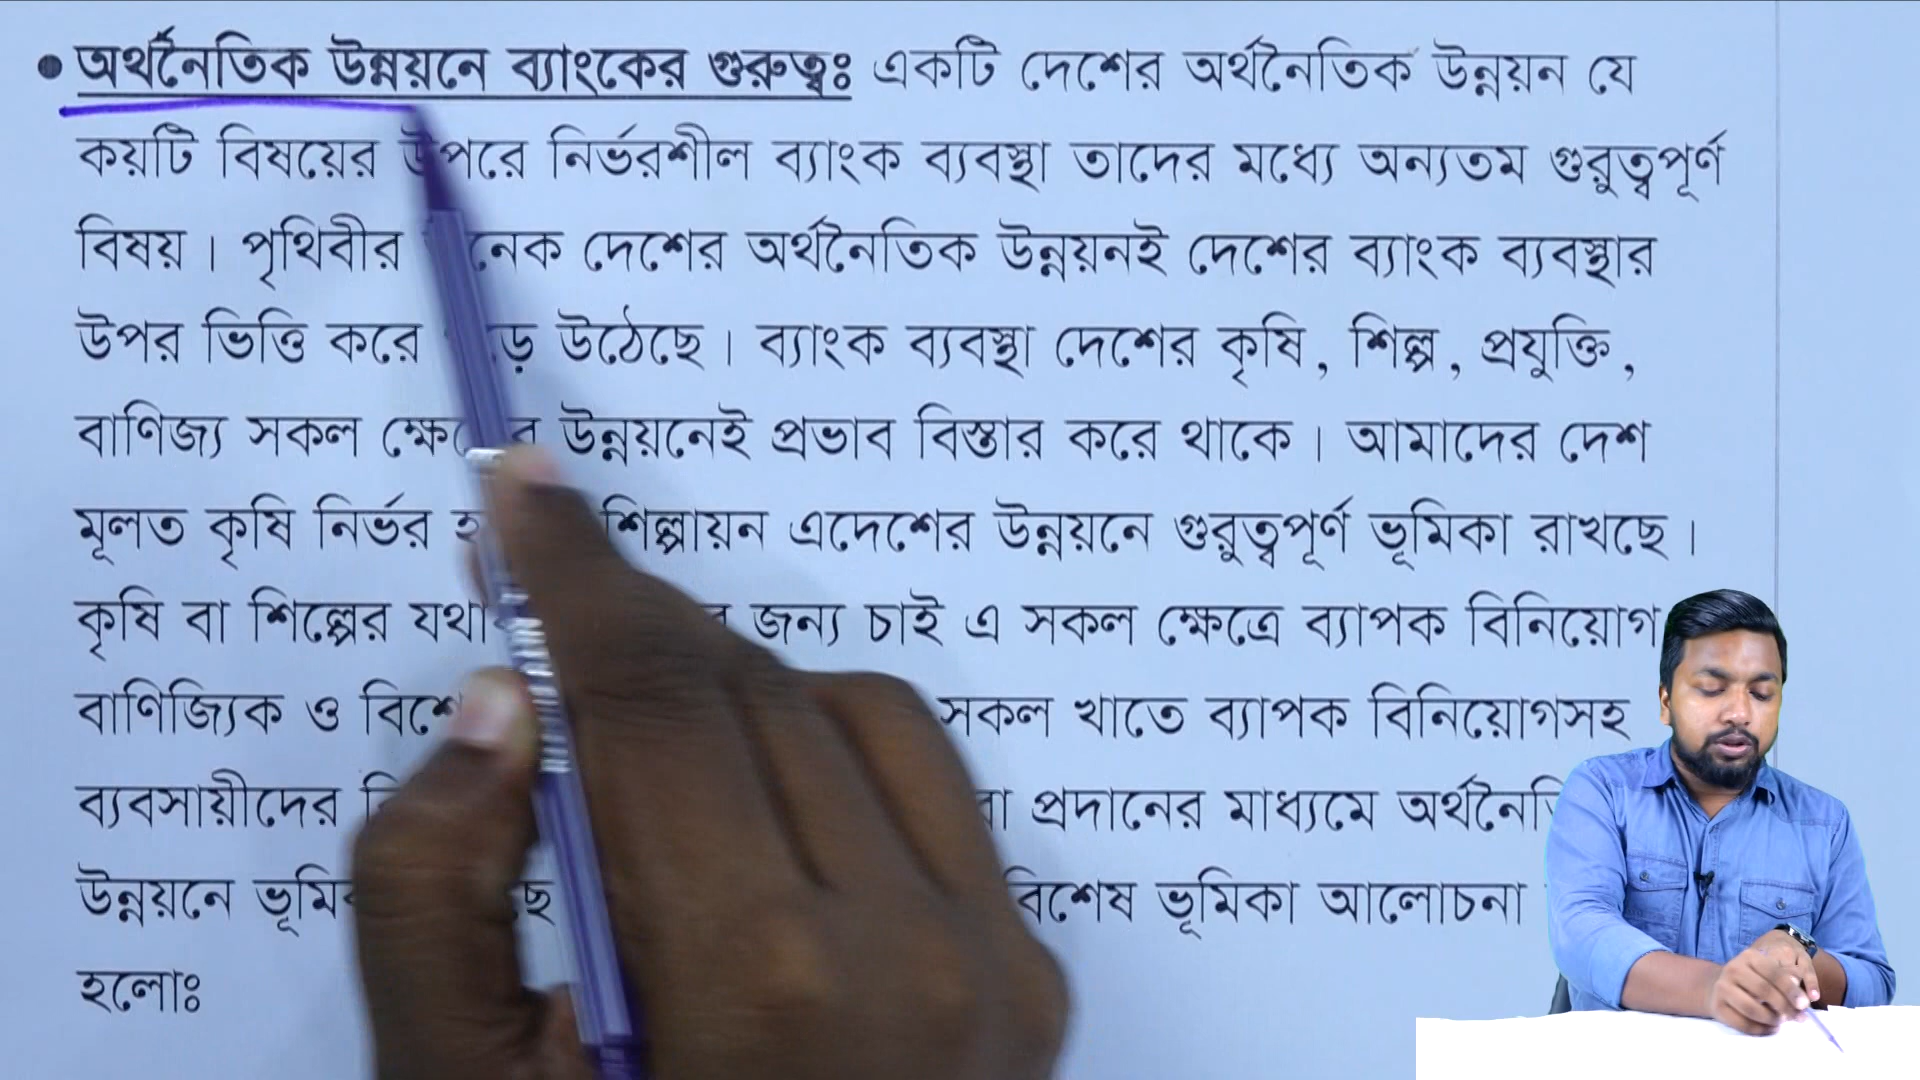 • অর্থনৈতিক উন্নয়নে ব্যাংকের গুরুত্বঃ একটি দেশের অর্থনৈতিক উন্নয়ন যে
কয়টি বিষয়ের উপরে নির্ভরশীল ব্যাংক ব্যবস্থা তাদের মধ্যে অন্যতম গুরুত্বপূর্ণ
বিষয়। পৃথিবীর দেশের অর্থনৈতিক উন্নয়নই দেশের ব্যাংক ব্যবস্থার
উপর ভিত্তি করে উঠেছে। ব্যাংক ব্যবস্থা দেশের কৃষি, শিল্প, প্রযুক্তি,
বাণিজ্য সকল উন্নয়নেই প্রভাব বিস্তার করে থাকে। আমাদের দেশ
মূলত কৃষি নির্ভর শিল্পায়ন এদেশের উন্নয়নে গুরুত্বপূর্ণ ভূমিকা রাখছে।
কৃষি বা শিল্পের জন্য চাই এ সকল ক্ষেত্রে ব্যাপক বিনিয়োগ
বাণিজ্যিক ও সকল খাতে ব্যাপক বিনিয়োগসহ
ব্যবসায়ীদের প্রদানের মাধ্যমে
উন্নয়নে বিশেষ ভূমিকা আলোচনা
হলোঃ